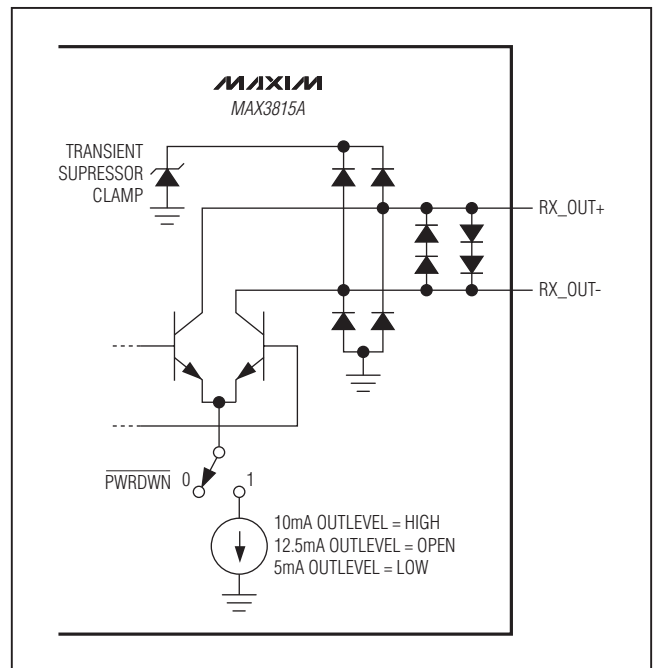 MAXIM
MAX3815A
TRANSIENT
SUPRESSOR
CLAMP
RX_OUT+
RX_OUT-
PWRDWN 0 1
10mA OUTLEVEL = HIGH
12.5mA OUTLEVEL = OPEN
5mA OUTLEVEL = LOW